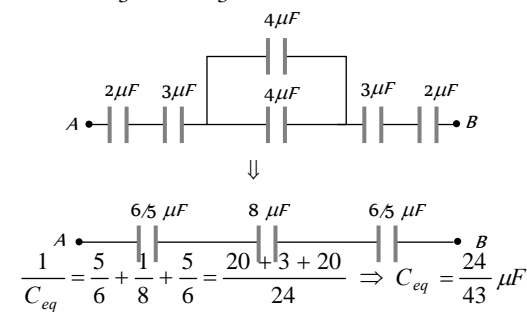 4μF
2μF 3μF 4μF 3μF 2μF
A B
⇓
6/5 μF 8 μF 6/5 μF
A B
1/C_eq = 5/6 + 1/8 + 5/6 = (20 + 3 + 20)/24 ⇒ C_eq = 24/43 μF